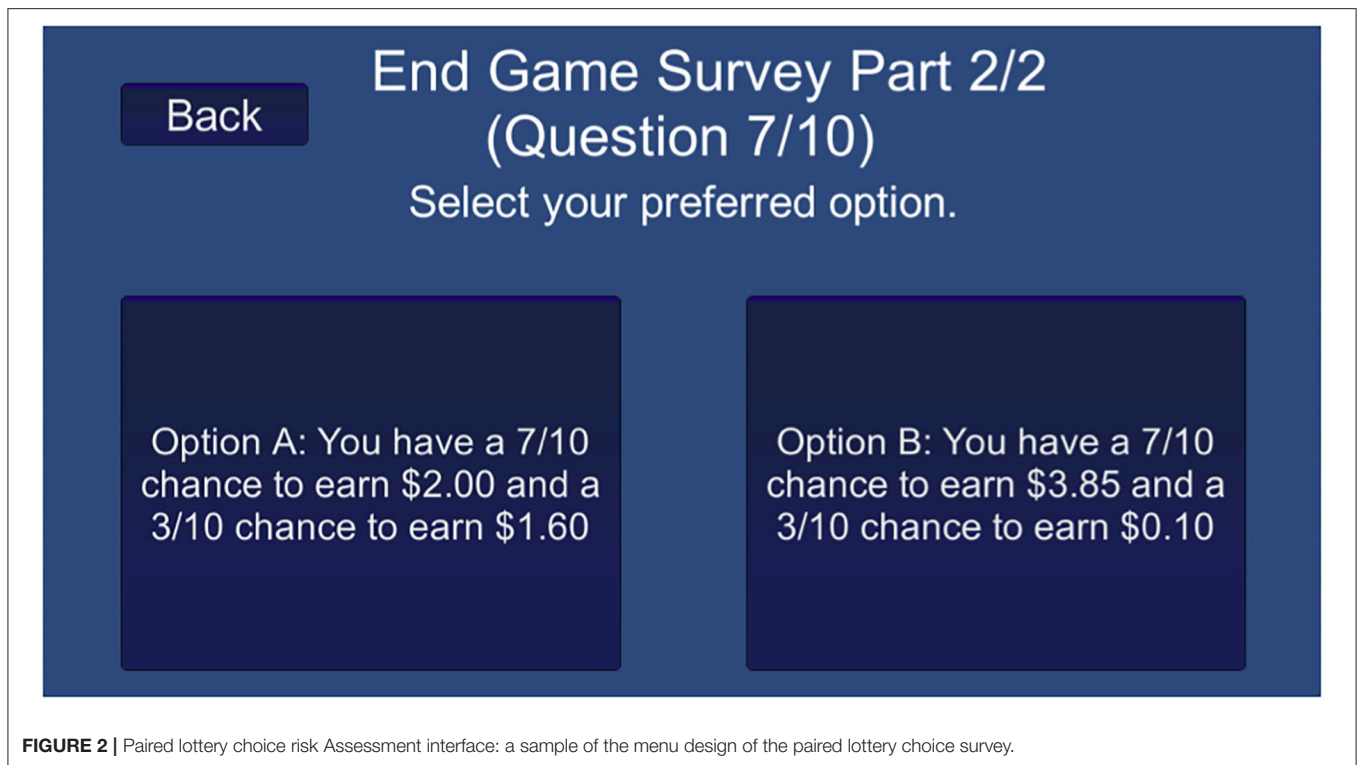 End Game Survey Part 2/2
Back
(Question 7/10)
Select your preferred option.
Option A: You have a 7/10
chance to earn $2.00 and a
3/10 chance to earn $1.60
Option B: You have a 7/10
chance to earn $3.85 and a
3/10 chance to earn $0.10
FIGURE 2 | Paired lottery choice risk Assessment interface: a sample of the menu design of the paired lottery choice survey.